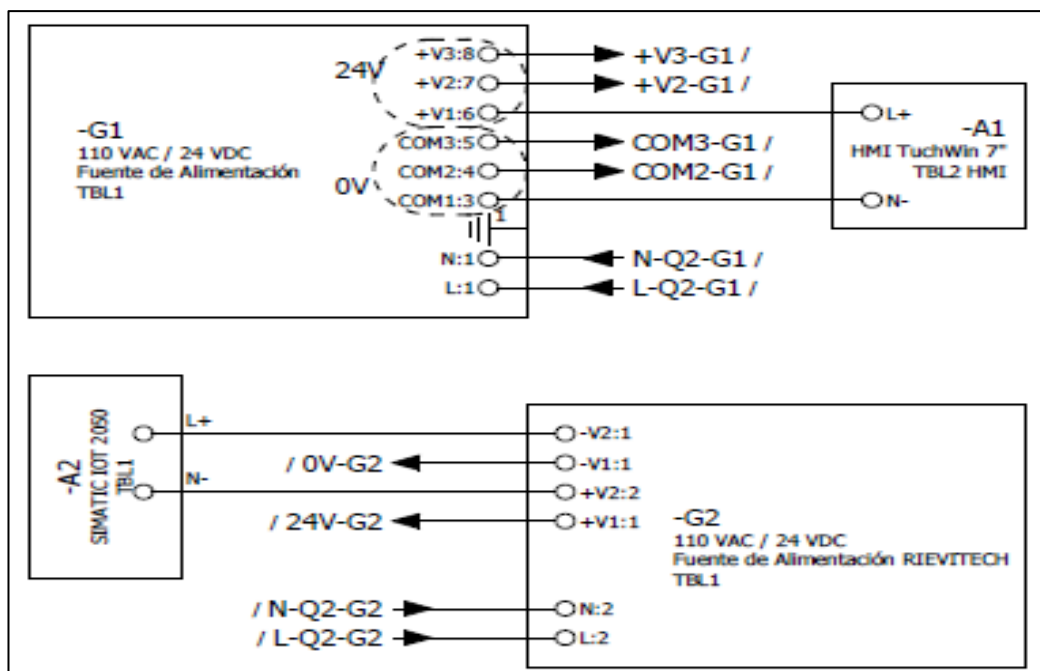 24V
+V3:8
+V3-G1 /
+V2:7
+V2-G1 /
+V1:6
L+
-G1
110 VAC / 24 VDC
Fuente de Alimentación
TBL1
0V
COM3:5
COM3-G1 /
COM2:4
COM2-G1 /
COM1:3
N-
1
-A1
HMI TuchWin 7"
TBL2 HMI
N:1
N-Q2-G1 /
L:1
L-Q2-G1 /
-A2
SIMATIC IOT 2050
TBL1
L+
-V2:1
/ 0V-G2
-V1:1
N-
+V2:2
/ 24V-G2
+V1:1
-G2
110 VAC / 24 VDC
Fuente de Alimentación RIEVITECH
TBL1
/ N-Q2-G2
N:2
/ L-Q2-G2
L:2